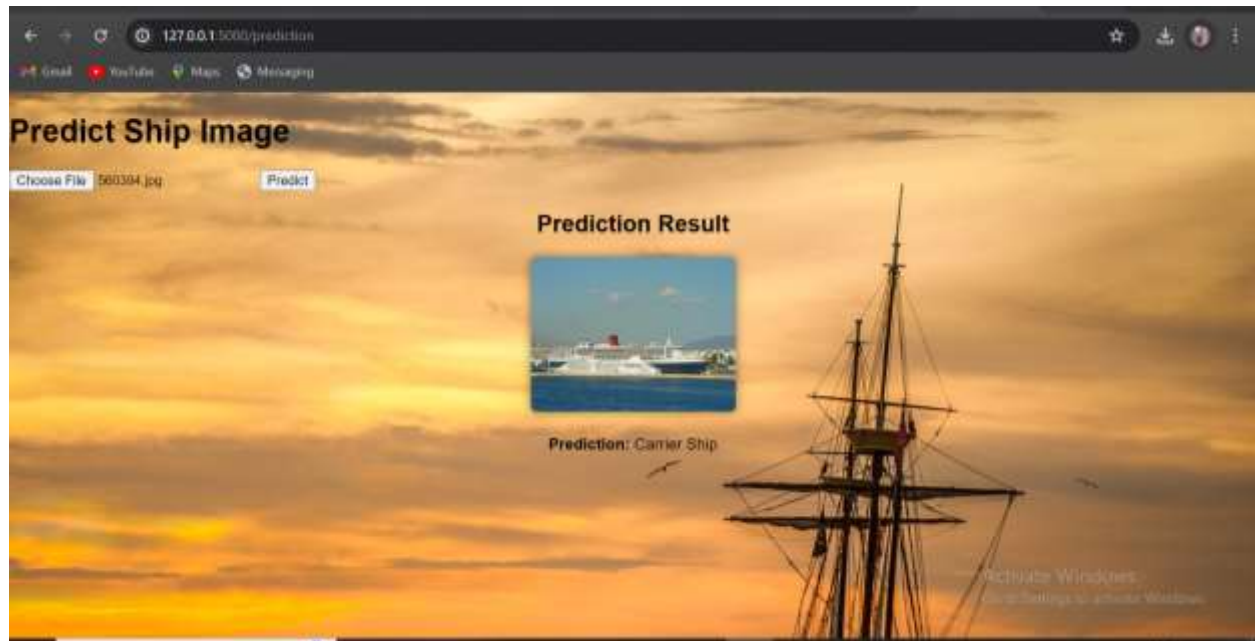 127.0.0.1:5000/prediction
Gmail YouTube Maps Messaging
Predict Ship Image
Choose File 560394.jpg Predict
Prediction Result
Prediction: Carrier Ship
Activate Windows
Go to Settings to activate Windows.